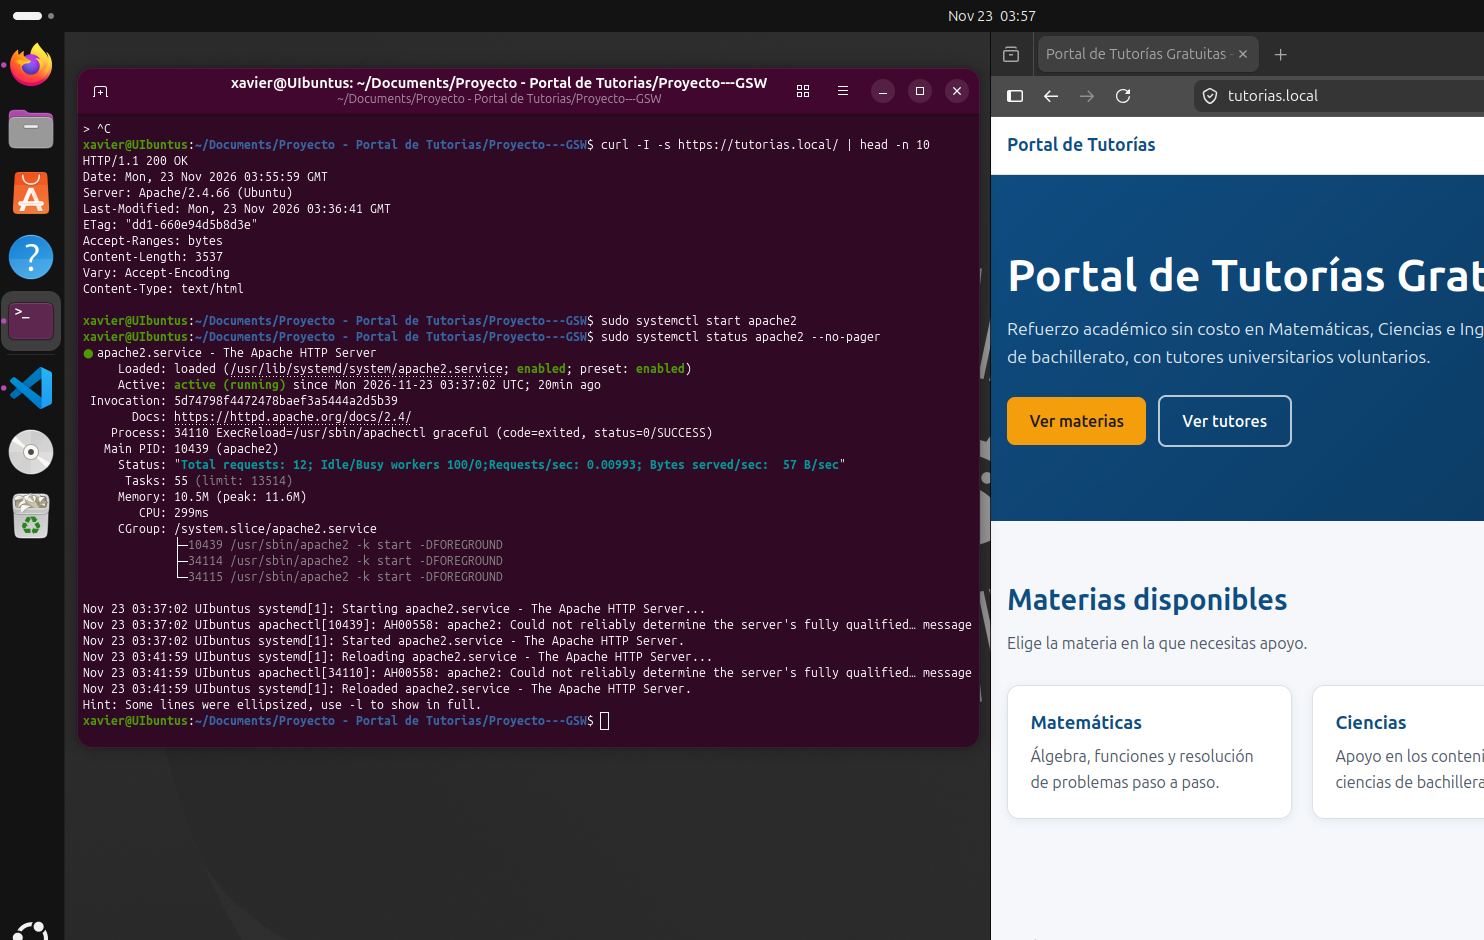 Nov 23 03:57
xavier@UIbuntus: ~/Documents/Proyecto - Portal de Tutorias/Proyecto---GSW
~/Documents/Proyecto - Portal de Tutorias/Proyecto---GSW
> ^C
xavier@UIbuntus:~/Documents/Proyecto - Portal de Tutorias/Proyecto---GSW$ curl -I -s https://tutorias.local/ | head -n 10
HTTP/1.1 200 OK
Date: Mon, 23 Nov 2026 03:55:59 GMT
Server: Apache/2.4.66 (Ubuntu)
Last-Modified: Mon, 23 Nov 2026 03:36:41 GMT
ETag: "dd1-660e94d5b8d3e"
Accept-Ranges: bytes
Content-Length: 3537
Vary: Accept-Encoding
Content-Type: text/html
xavier@UIbuntus:~/Documents/Proyecto - Portal de Tutorias/Proyecto---GSW$ sudo systemctl start apache2
xavier@UIbuntus:~/Documents/Proyecto - Portal de Tutorias/Proyecto---GSW$ sudo systemctl status apache2 --no-pager
● apache2.service - The Apache HTTP Server
Loaded: loaded (/usr/lib/systemd/system/apache2.service; enabled; preset: enabled)
Active: active (running) since Mon 2026-11-23 03:37:02 UTC; 20min ago
Invocation: 5d74798f4472478baef3a5444a2d5b39
Docs: https://httpd.apache.org/docs/2.4/
Process: 34110 ExecReload=/usr/sbin/apachectl graceful (code=exited, status=0/SUCCESS)
Main PID: 10439 (apache2)
Status: "Total requests: 12; Idle/Busy workers 100/0;Requests/sec: 0.00993; Bytes served/sec:  57 B/sec"
Tasks: 55 (limit: 13514)
Memory: 10.5M (peak: 11.6M)
CPU: 299ms
CGroup: /system.slice/apache2.service
├─10439 /usr/sbin/apache2 -k start -DFOREGROUND
├─34114 /usr/sbin/apache2 -k start -DFOREGROUND
└─34115 /usr/sbin/apache2 -k start -DFOREGROUND
Nov 23 03:37:02 UIbuntus systemd[1]: Starting apache2.service - The Apache HTTP Server...
Nov 23 03:37:02 UIbuntus apachectl[10439]: AH00558: apache2: Could not reliably determine the server's fully qualified… message
Nov 23 03:37:02 UIbuntus systemd[1]: Started apache2.service - The Apache HTTP Server.
Nov 23 03:41:59 UIbuntus systemd[1]: Reloading apache2.service - The Apache HTTP Server...
Nov 23 03:41:59 UIbuntus apachectl[34110]: AH00558: apache2: Could not reliably determine the server's fully qualified… message
Nov 23 03:41:59 UIbuntus systemd[1]: Reloaded apache2.service - The Apache HTTP Server.
Hint: Some lines were ellipsized, use -l to show in full.
xavier@UIbuntus:~/Documents/Proyecto - Portal de Tutorias/Proyecto---GSW$
Portal de Tutorías Gratuitas -
tutorias.local
Portal de Tutorías
Portal de Tutorías Grat
Refuerzo académico sin costo en Matemáticas, Ciencias e Ing
de bachillerato, con tutores universitarios voluntarios.
Ver materias
Ver tutores
Materias disponibles
Elige la materia en la que necesitas apoyo.
Matemáticas
Álgebra, funciones y resolución
de problemas paso a paso.
Ciencias
Apoyo en los conteni
ciencias de bachillera